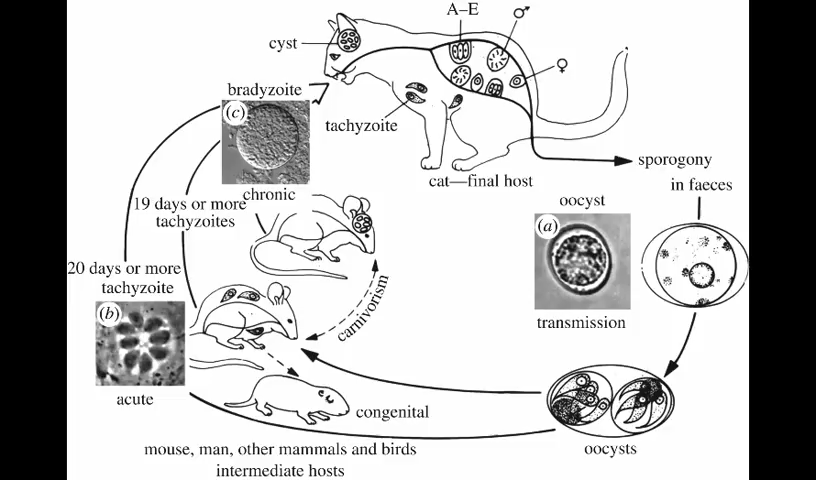 A–E
♂
cyst
♀
bradyzoite
(c)
tachyzoite
cat—final host
sporogony
in faeces
chronic
19 days or more
tachyzoites
oocyst
(a)
transmission
20 days or more
tachyzoite
carnivorism
(b)
acute
congenital
oocysts
mouse, man, other mammals and birds
intermediate hosts